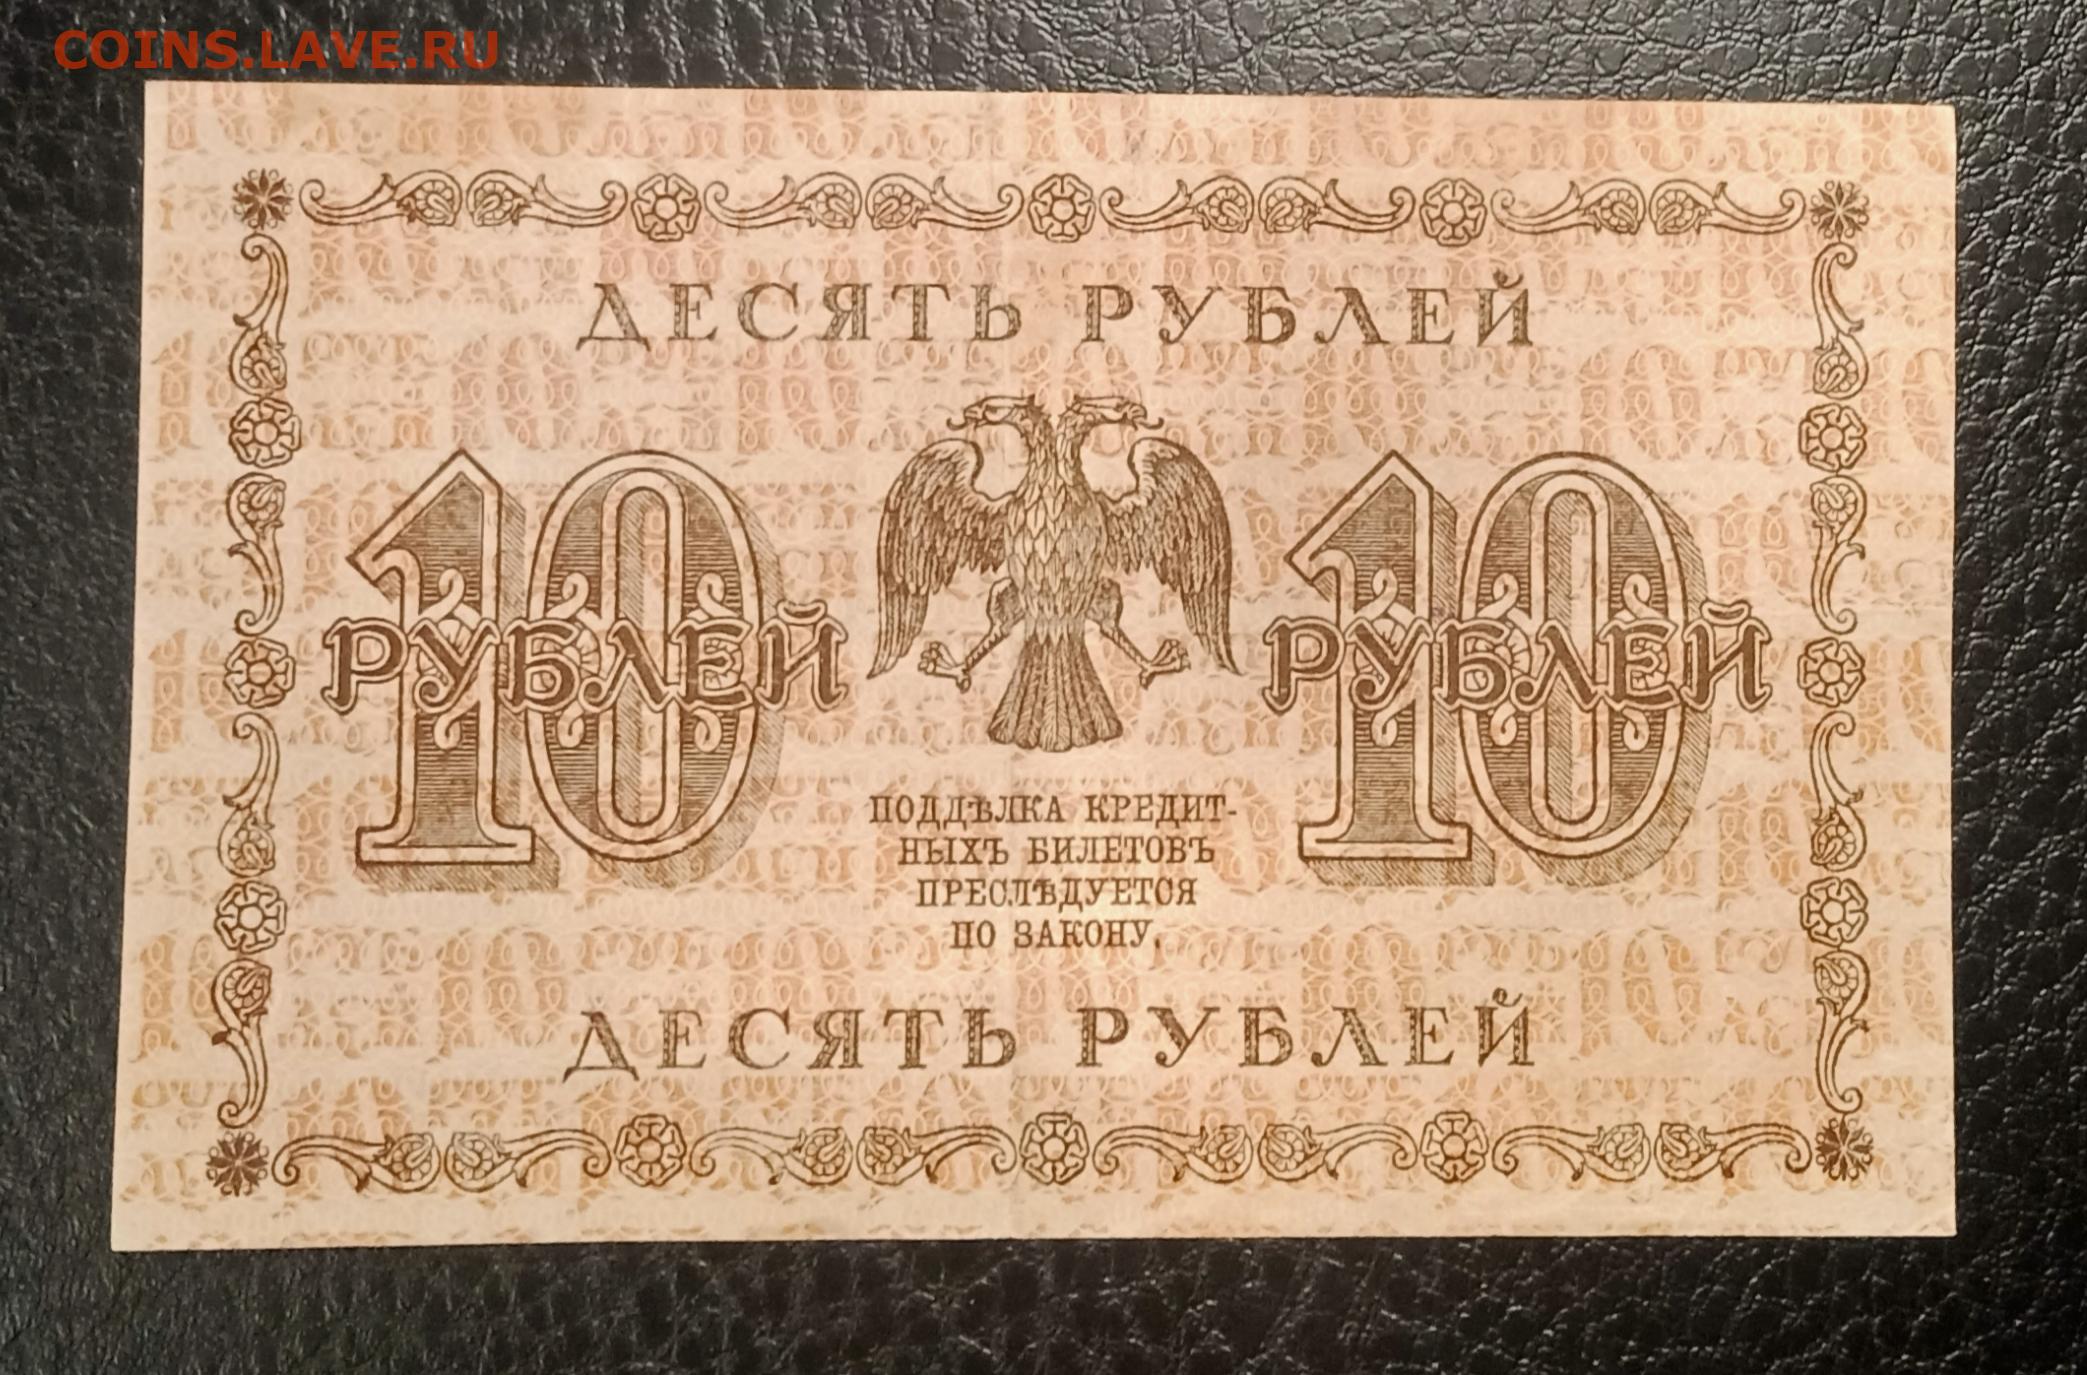 COINS.LAVE.RU
ДЕСЯТЬ РУБЛЕЙ
10 10
РУБЛЕЙ РУБЛЕЙ
ПОДДѢЛКА КРЕДИТ-
НЫХЪ БИЛЕТОВЪ
ПРЕСЛѢДУЕТСЯ
ПО ЗАКОНУ.
ДЕСЯТЬ РУБЛЕЙ